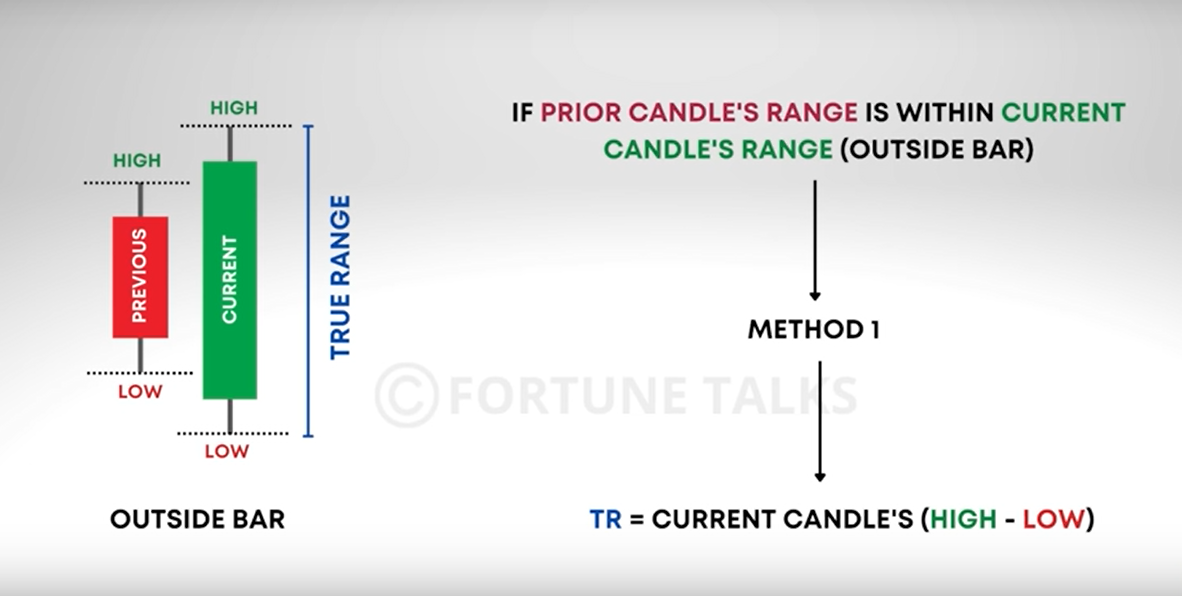 HIGH
HIGH
PREVIOUS
CURRENT
TRUE RANGE
LOW
LOW
OUTSIDE BAR
IF PRIOR CANDLE'S RANGE IS WITHIN CURRENT
CANDLE'S RANGE (OUTSIDE BAR)
METHOD 1
©FORTUNE TALKS
TR = CURRENT CANDLE'S (HIGH - LOW)